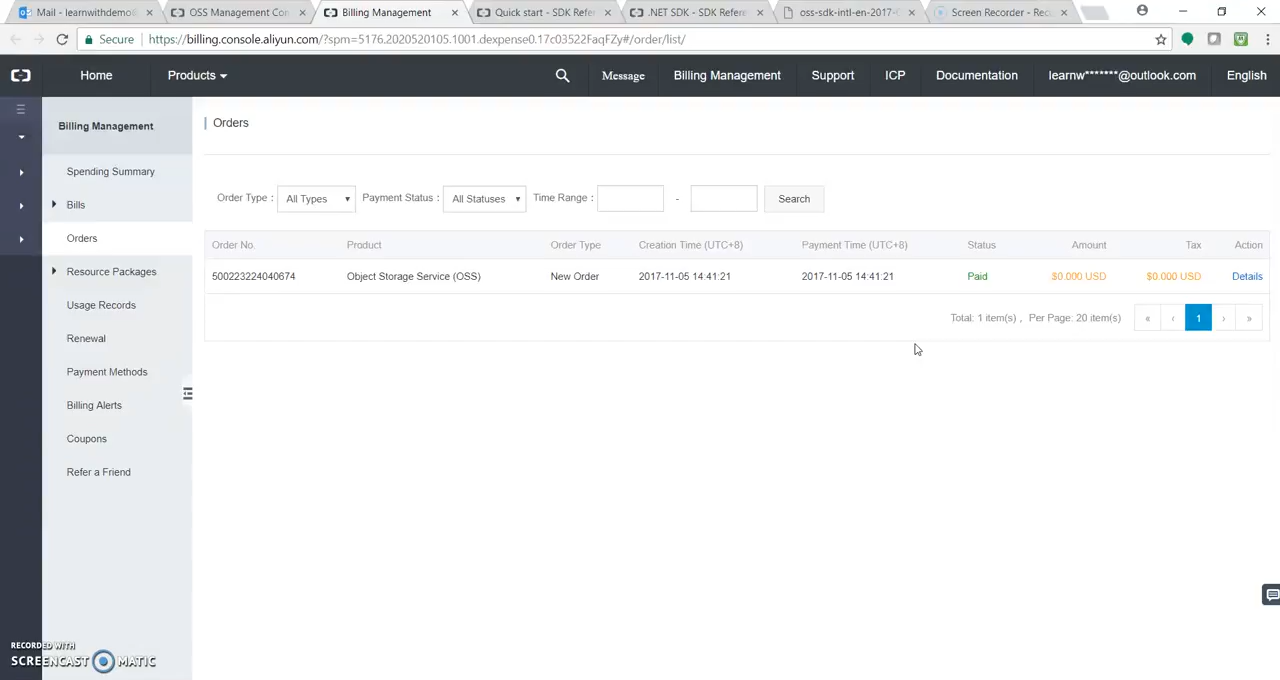 Mail - learnwithdemo@ OSS Management Con Billing Management Quick start - SDK Refer .NET SDK - SDK Refere oss-sdk-intl-en-2017- Screen Recorder - Rec
Secure https://billing.console.aliyun.com/?spm=5176.2020520105.1001.dexpense0.17c03522FaqFZy#/order/list/
Home Products Message Billing Management Support ICP Documentation learnw*******@outlook.com English
Billing Management
Orders
Spending Summary
Order Type : All Types Payment Status : All Statuses Time Range : - Search
Bills
Orders
Order No. Product Order Type Creation Time (UTC+8) Payment Time (UTC+8) Status Amount Tax Action
Resource Packages
500223224040674 Object Storage Service (OSS) New Order 2017-11-05 14:41:21 2017-11-05 14:41:21 Paid $0.000 USD $0.000 USD Details
Usage Records
Total: 1 item(s) , Per Page: 20 item(s) « ‹ 1 › »
Renewal
Payment Methods
Billing Alerts
Coupons
Refer a Friend
RECORDED WITH
SCREENCAST MATIC